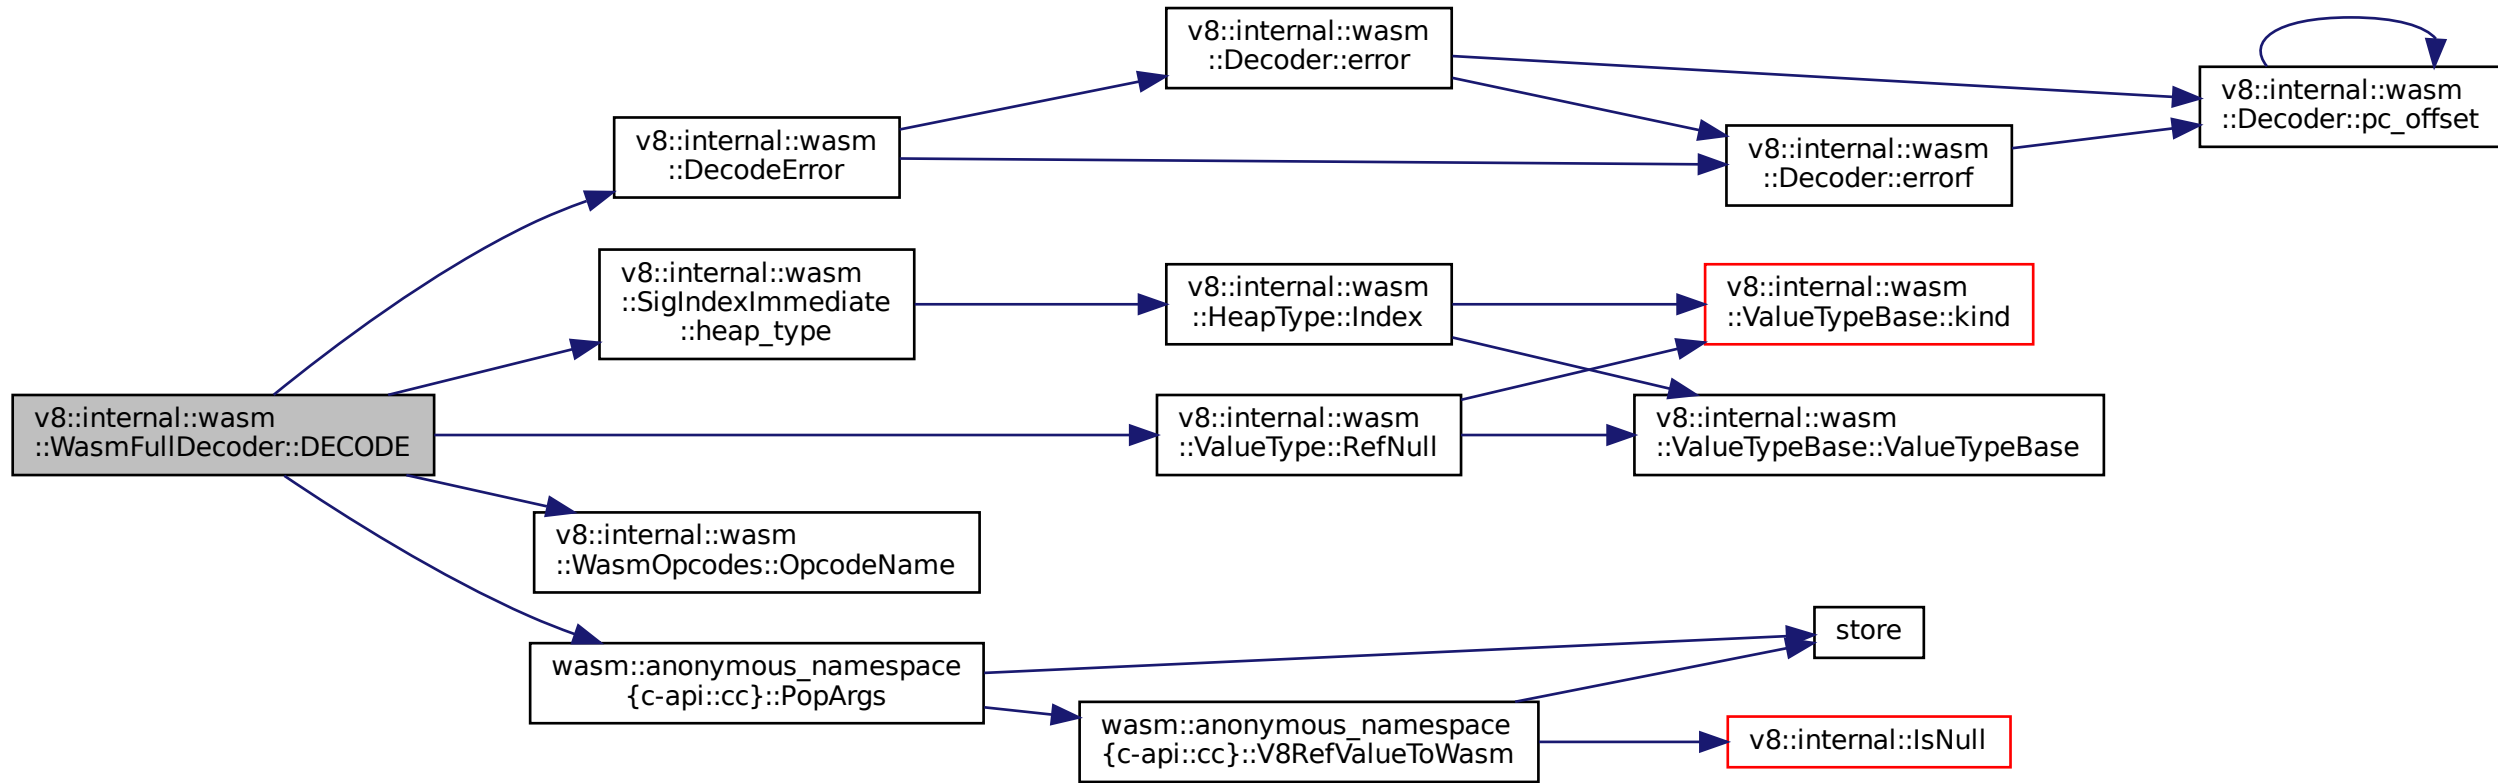 v8::internal::wasm
::WasmFullDecoder::DECODE
v8::internal::wasm
::DecodeError
v8::internal::wasm
::Decoder::error
v8::internal::wasm
::Decoder::errorf
v8::internal::wasm
::Decoder::pc_offset
v8::internal::wasm
::SigIndexImmediate
::heap_type
v8::internal::wasm
::HeapType::Index
v8::internal::wasm
::ValueTypeBase::kind
v8::internal::wasm
::ValueType::RefNull
v8::internal::wasm
::ValueTypeBase::ValueTypeBase
v8::internal::wasm
::WasmOpcodes::OpcodeName
wasm::anonymous_namespace
{c-api::cc}::PopArgs
store
wasm::anonymous_namespace
{c-api::cc}::V8RefValueToWasm
v8::internal::IsNull